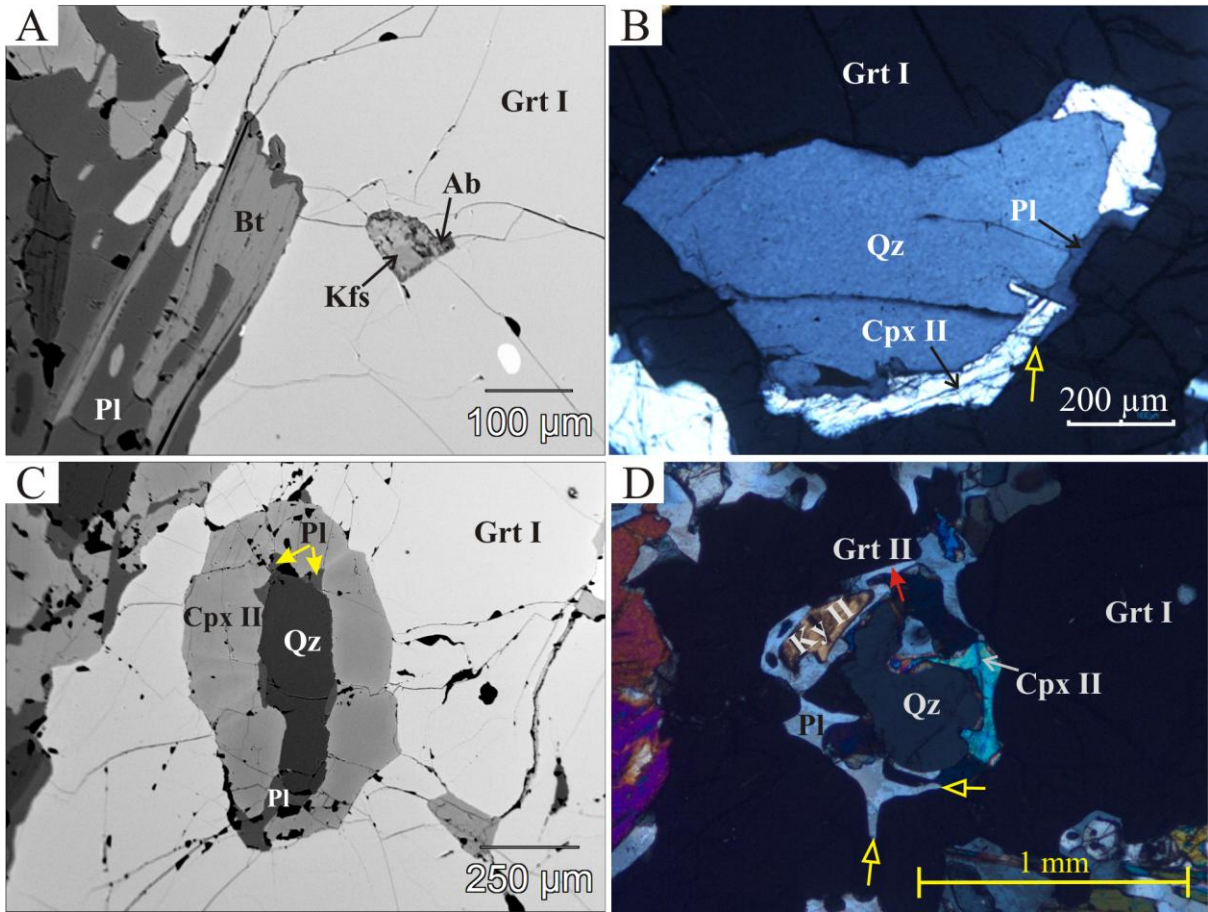 A
Grt I
Ab
Bt
Kfs
Pl
100 µm
B
Grt I
Pl
Qz
Cpx II
200 µm
C
Pl
Grt I
Cpx II
Qz
Pl
250 µm
D
Grt II
Ky II
Grt I
Cpx II
Qz
Pl
1 mm